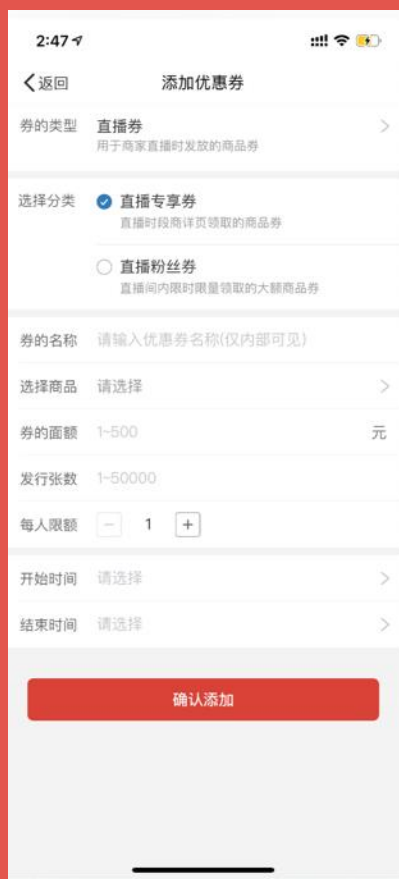 2:47
返回 添加优惠券
券的类型 直播券
用于商家直播时发放的商品券
选择分类 直播专享券
直播时段商详页领取的商品券
直播粉丝券
直播间内限时限量领取的大额商品券
券的名称 请输入优惠券名称(仅内部可见)
选择商品 请选择
券的面额 1~500 元
发行张数 1~50000
每人限额 － 1 +
开始时间 请选择
结束时间 请选择
确认添加